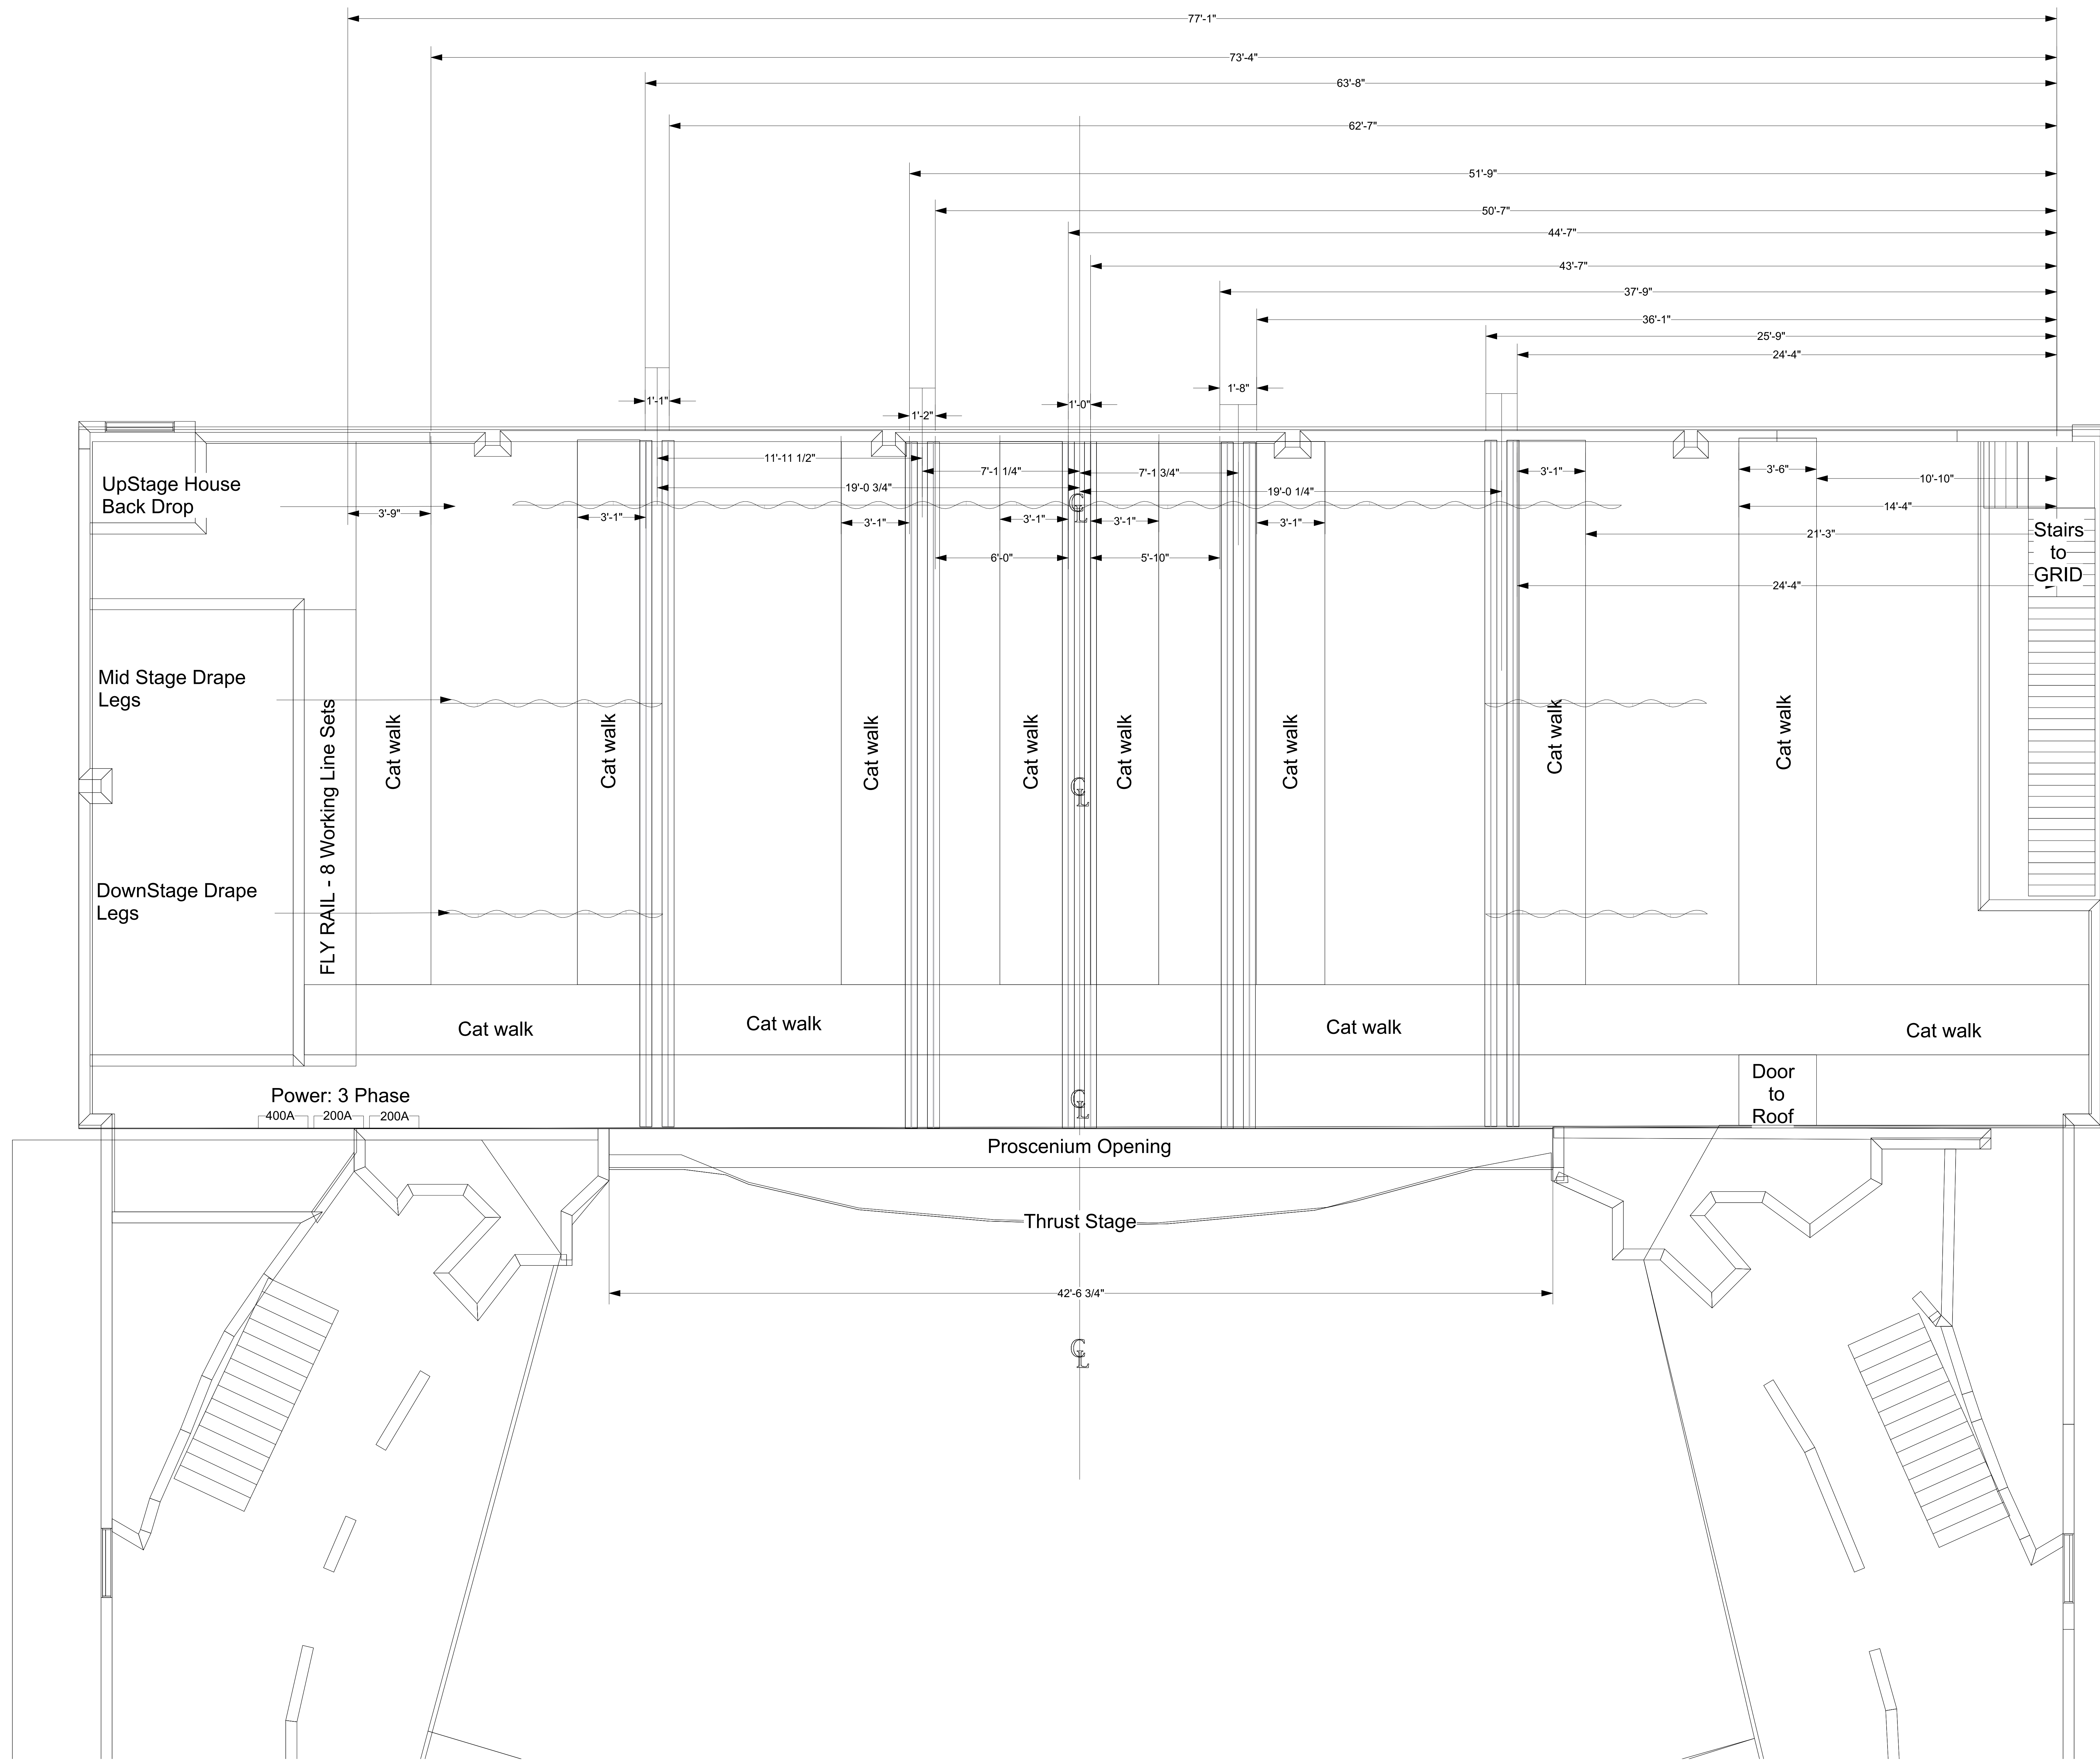 77'-1"
73'-4"
63'-8"
62'-7"
51'-9"
50'-7"
44'-7"
43'-7"
37'-9"
36'-1"
25'-9"
24'-4"
1'-1"
1'-2"
1'-0"
1'-8"
11'-11 1/2"
7'-1 1/4"
7'-1 3/4"
3'-1"
3'-6"
10'-10"
UpStage House
Back Drop
19'-0 3/4"
19'-0 1/4"
CL
14'-4"
3'-9"
3'-1"
3'-1"
3'-1"
3'-1"
3'-1"
21'-3"
Stairs
to
GRID
6'-0"
5'-10"
24'-4"
Mid Stage Drape
Legs
FLY RAIL - 8 Working Line Sets
Cat walk
Cat walk
Cat walk
Cat walk
Cat walk
Cat walk
Cat walk
Cat walk
CL
DownStage Drape
Legs
Cat walk
Cat walk
Cat walk
Cat walk
Power: 3 Phase
400A
200A
200A
CL
Door
to
Roof
Proscenium Opening
Thrust Stage
42'-6 3/4"
CL